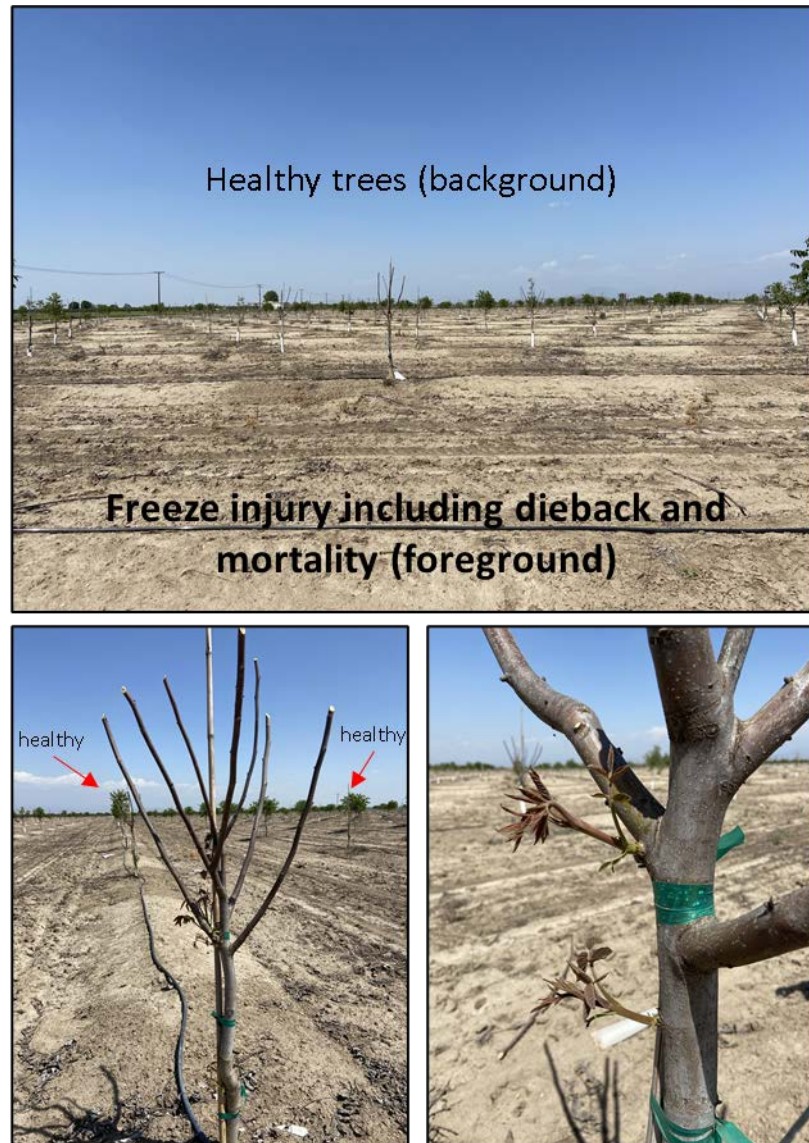 Healthy trees (background)
Freeze injury including dieback and
mortality (foreground)
healthy
healthy